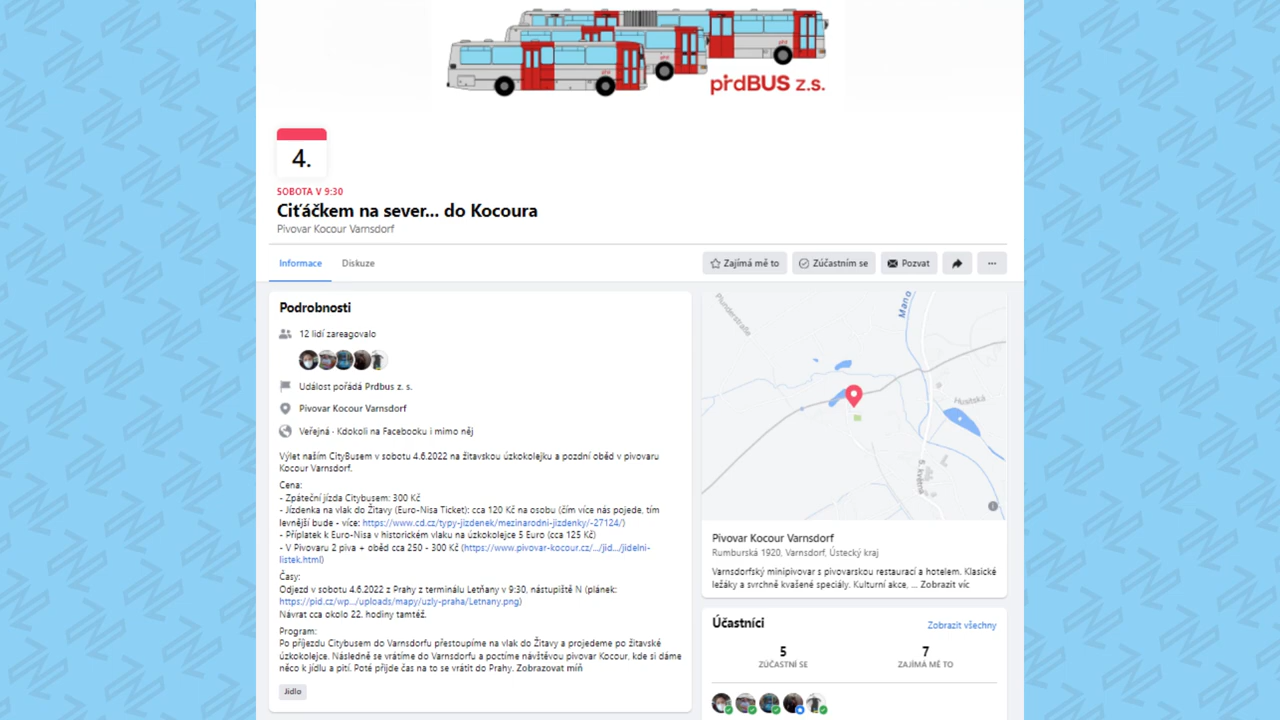 prdBUS z.s.
4.
SOBOTA V 9:30
Ciťáčkem na sever... do Kocoura
Pivovar Kocour Varnsdorf
Informace
Diskuze
Zajímá mě to
Zúčastním se
Pozvat
Podrobnosti
12 lidí zareagovalo
Událost pořádá Prdbus z. s.
Pivovar Kocour Varnsdorf
Veřejná · Kdokoli na Facebooku i mimo něj
Výlet naším CityBusem v sobotu 4.6.2022 na žitavskou úzkokolejku a pozdní oběd v pivovaru
Kocour Varnsdorf.
Cena:
- Zpáteční jízda Citybusem: 300 Kč
- Jízdenka na vlak do Žitavy (Euro-Nisa Ticket): cca 120 Kč na osobu (čím více nás pojede, tím
levnější bude - více: https://www.cd.cz/typy-jizdenek/mezinarodni-jizdenky/-27124/)
- Příplatek k Euro-Nisa v historickém vlaku na úzkokolejce 5 Euro (cca 125 Kč)
- V Pivovaru 2 piva + oběd cca 250 - 300 Kč (https://www.pivovar-kocour.cz/.../jid.../jidelni-
listek.html)
Časy:
Odjezd v sobotu 4.6.2022 z Prahy z terminálu Letňany v 9:30, nástupiště N (plánek:
https://pid.cz/wp.../uploads/mapy/uzly-praha/Letnany.png)
Návrat cca okolo 22. hodiny tamtéž.
Program:
Po příjezdu Citybusem do Varnsdorfu přestoupíme na vlak do Žitavy a projedeme po žitavské
úzkokolejce. Následně se vrátíme do Varnsdorfu a poctíme návštěvou pivovar Kocour, kde si dáme
něco k jídlu a pití. Poté přijde čas na to se vrátit do Prahy. Zobrazovat míň
Jídlo
Plunderstraße
Mano
Husitská
5. května
Pivovar Kocour Varnsdorf
Rumburská 1920, Varnsdorf, Ústecký kraj
Varnsdorfský minipivovar s pivovarskou restaurací a hotelem. Klasické
ležáky a svrchně kvašené speciály. Kulturní akce, ... Zobrazit víc
Účastníci
Zobrazit všechny
5
ZÚČASTNÍ SE
7
ZAJÍMÁ MĚ TO